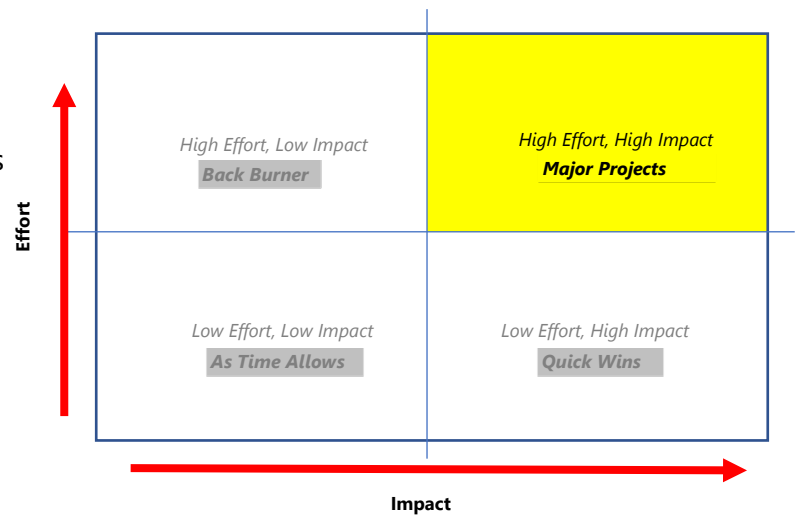 High Effort, Low Impact
Back Burner
High Effort, High Impact
Major Projects
s
Effort
Low Effort, Low Impact
As Time Allows
Low Effort, High Impact
Quick Wins
Impact